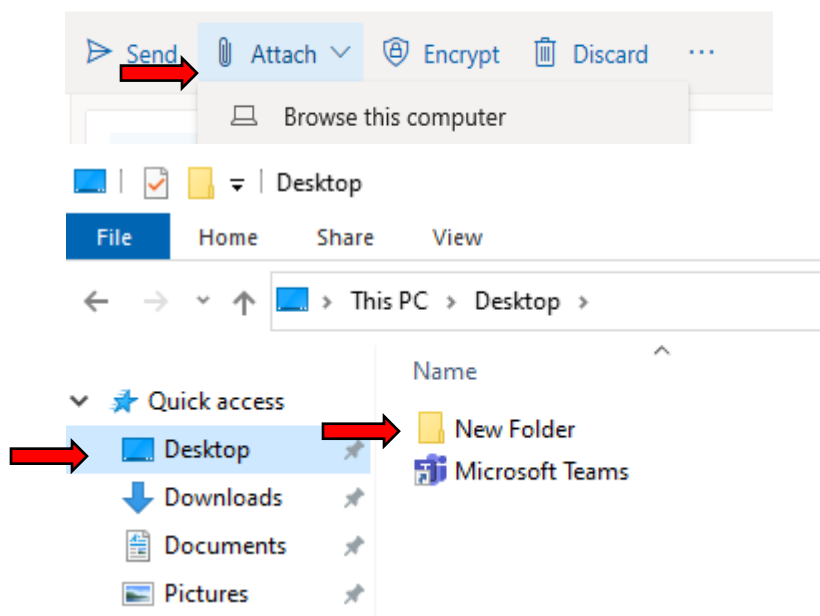 Send Attach Encrypt Discard ...
Browse this computer
Desktop
File Home Share View
This PC > Desktop >
Name
Quick access
New Folder
Desktop
Microsoft Teams
Downloads
Documents
Pictures